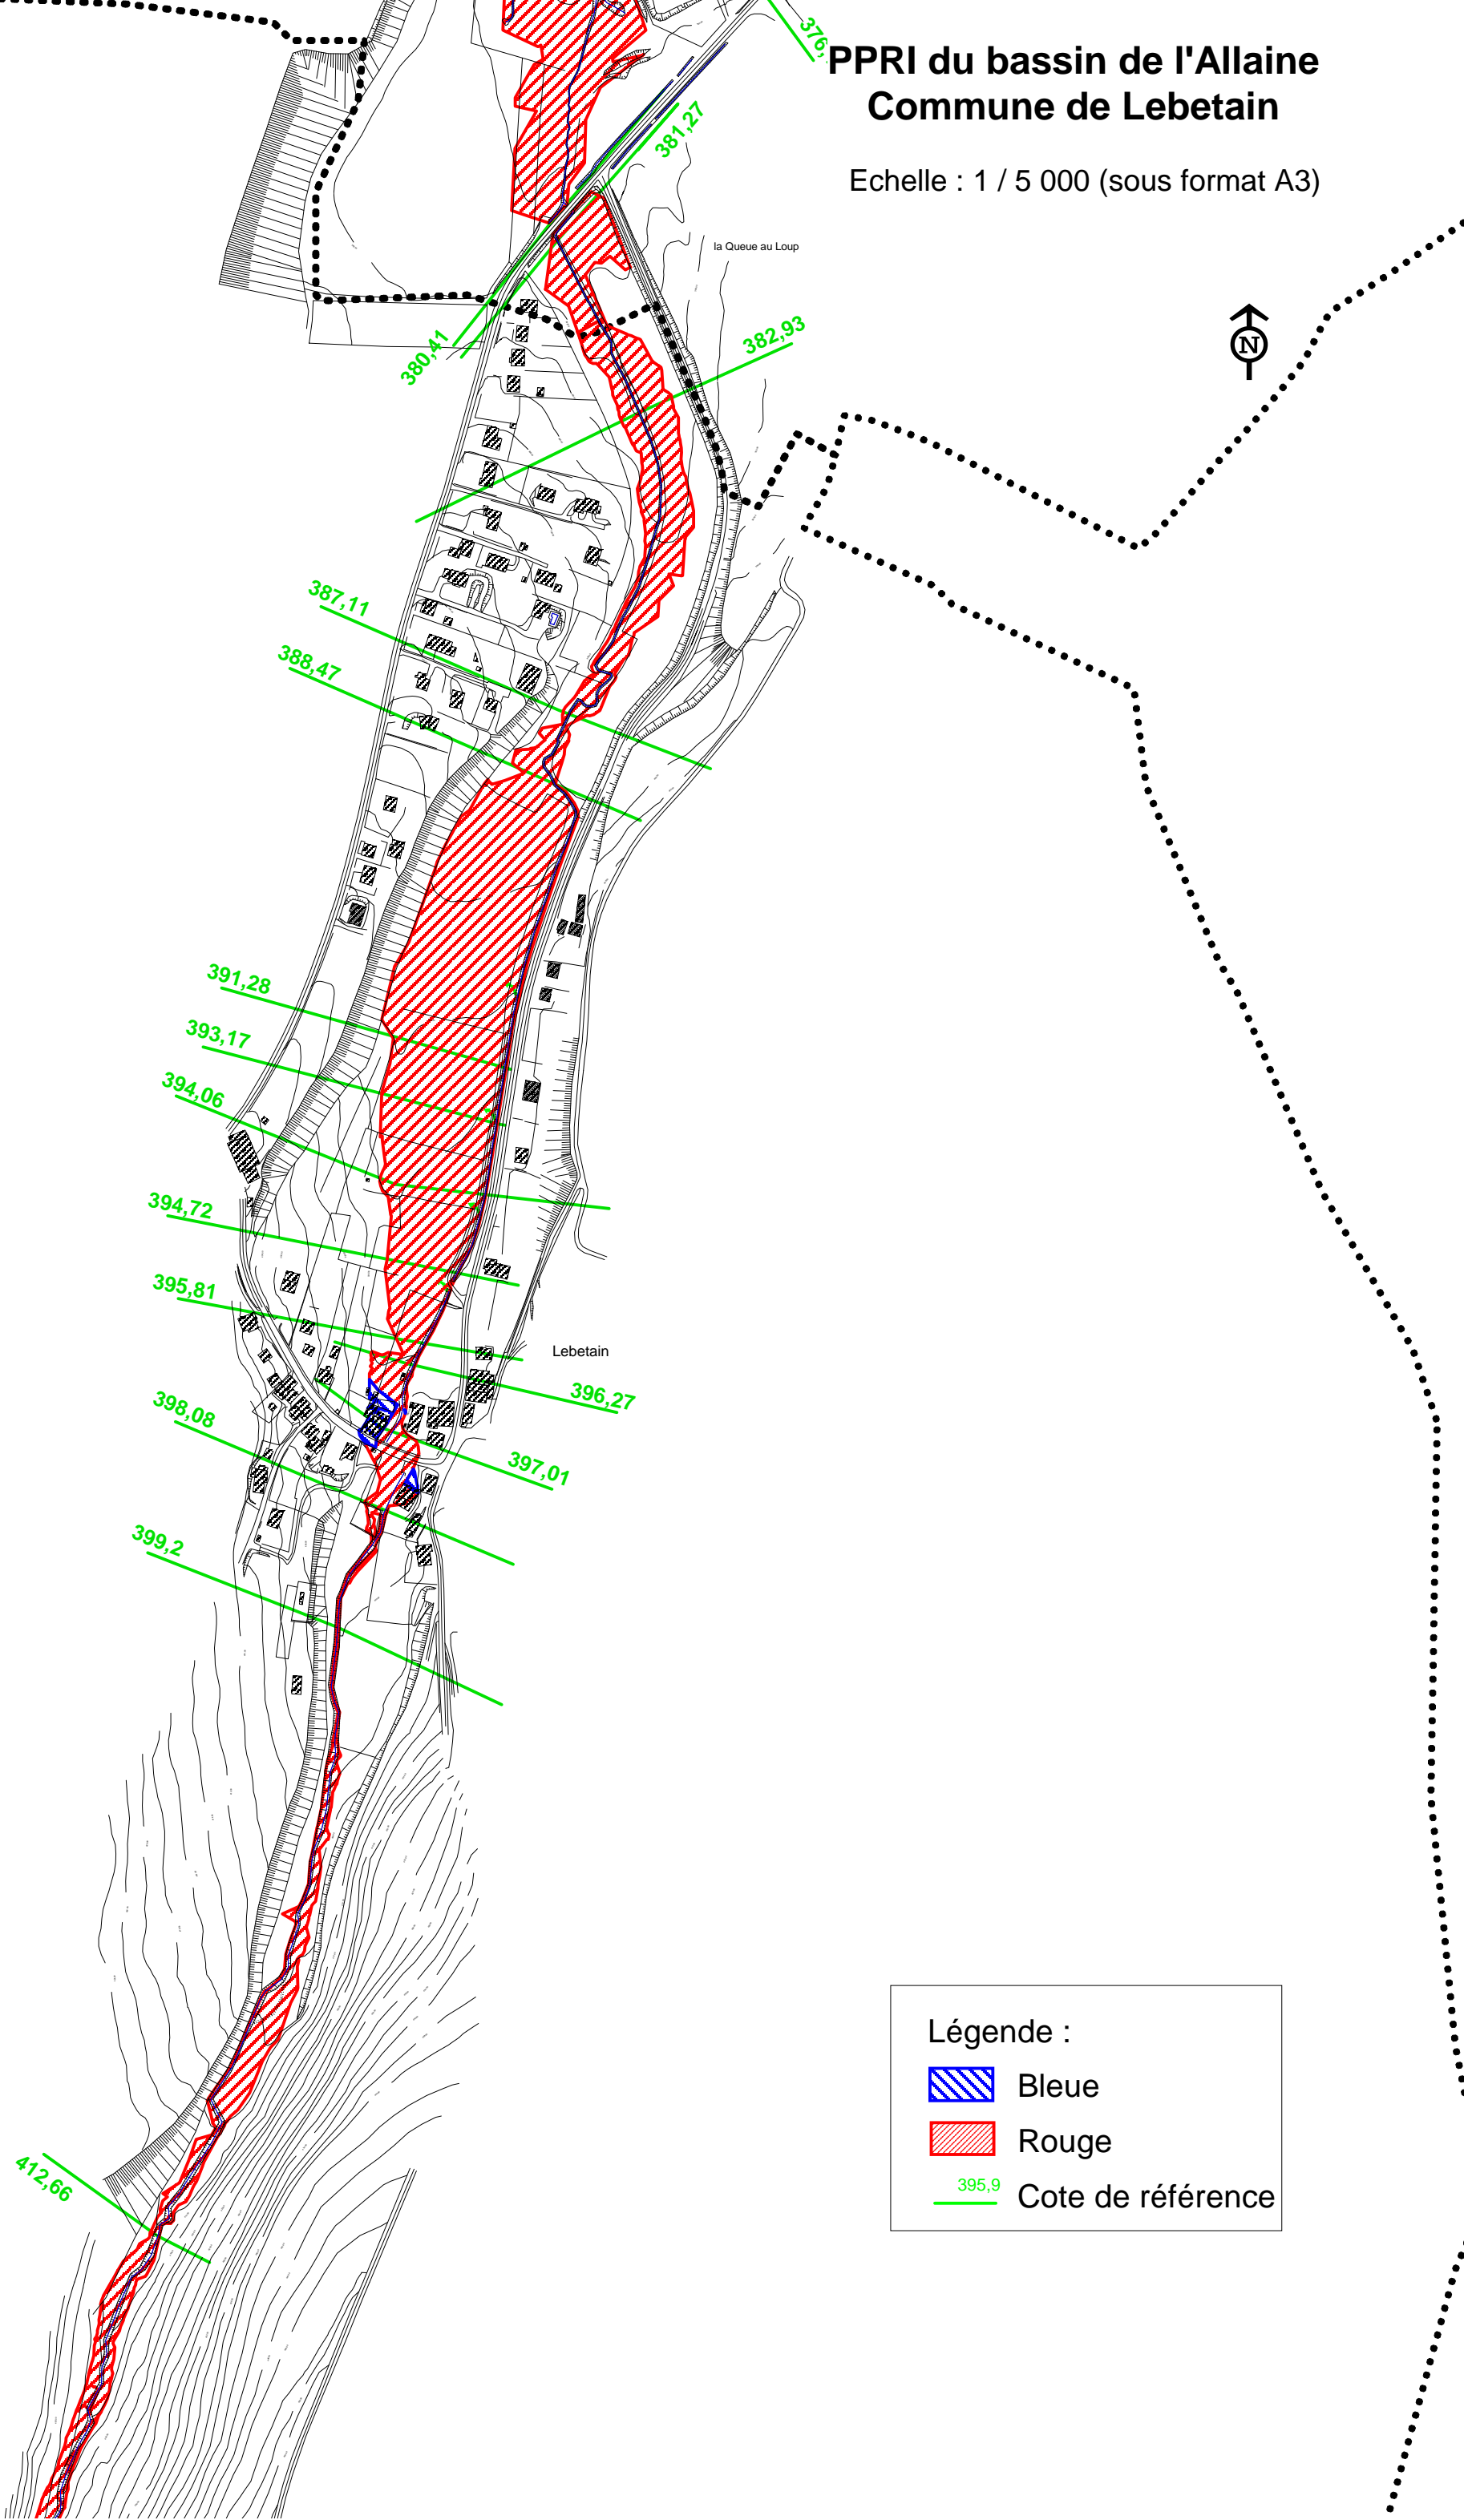 376,
PPRI du bassin de l'Allaine
Commune de Lebetain
381,27
Echelle : 1 / 5 000 (sous format A3)
la Queue au Loup
N
382,93
380,41
387,11
388,47
391,28
393,17
394,06
394,72
395,81
Lebetain
396,27
398,08
397,01
399,2
Légende :
Bleue
Rouge
395,9
Cote de référence
412,66